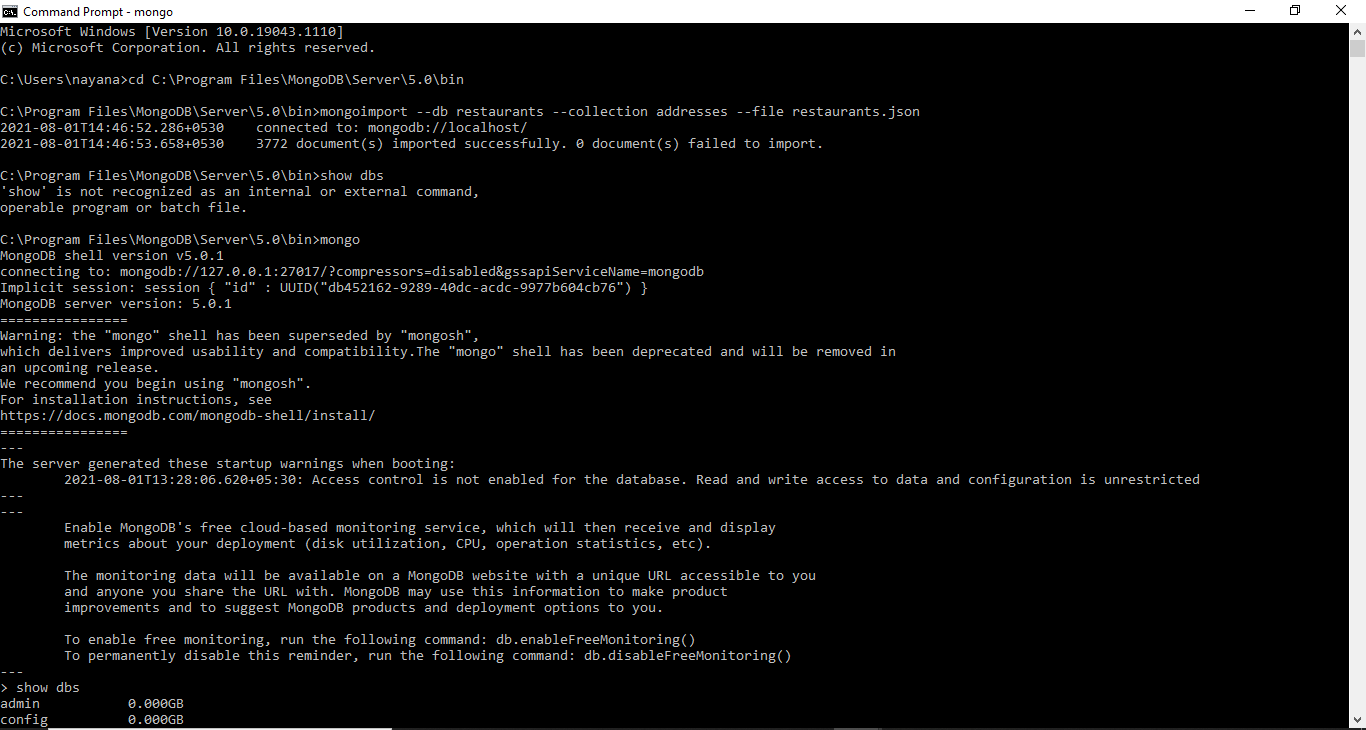 Command Prompt - mongo
Microsoft Windows [Version 10.0.19043.1110]
(c) Microsoft Corporation. All rights reserved.
C:\Users\nayana>cd C:\Program Files\MongoDB\Server\5.0\bin
C:\Program Files\MongoDB\Server\5.0\bin>mongoimport --db restaurants --collection addresses --file restaurants.json
2021-08-01T14:46:52.286+0530    connected to: mongodb://localhost/
2021-08-01T14:46:53.658+0530    3772 document(s) imported successfully. 0 document(s) failed to import.
C:\Program Files\MongoDB\Server\5.0\bin>show dbs
'show' is not recognized as an internal or external command,
operable program or batch file.
C:\Program Files\MongoDB\Server\5.0\bin>mongo
MongoDB shell version v5.0.1
connecting to: mongodb://127.0.0.1:27017/?compressors=disabled&gssapiServiceName=mongodb
Implicit session: session { "id" : UUID("db452162-9289-40dc-acdc-9977b604cb76") }
MongoDB server version: 5.0.1
================
Warning: the "mongo" shell has been superseded by "mongosh",
which delivers improved usability and compatibility.The "mongo" shell has been deprecated and will be removed in
an upcoming release.
We recommend you begin using "mongosh".
For installation instructions, see
https://docs.mongodb.com/mongodb-shell/install/
================
---
The server generated these startup warnings when booting:
        2021-08-01T13:28:06.620+05:30: Access control is not enabled for the database. Read and write access to data and configuration is unrestricted
---
---
        Enable MongoDB's free cloud-based monitoring service, which will then receive and display
        metrics about your deployment (disk utilization, CPU, operation statistics, etc).
        The monitoring data will be available on a MongoDB website with a unique URL accessible to you
        and anyone you share the URL with. MongoDB may use this information to make product
        improvements and to suggest MongoDB products and deployment options to you.
        To enable free monitoring, run the following command: db.enableFreeMonitoring()
        To permanently disable this reminder, run the following command: db.disableFreeMonitoring()
---
> show dbs
admin           0.000GB
config          0.000GB